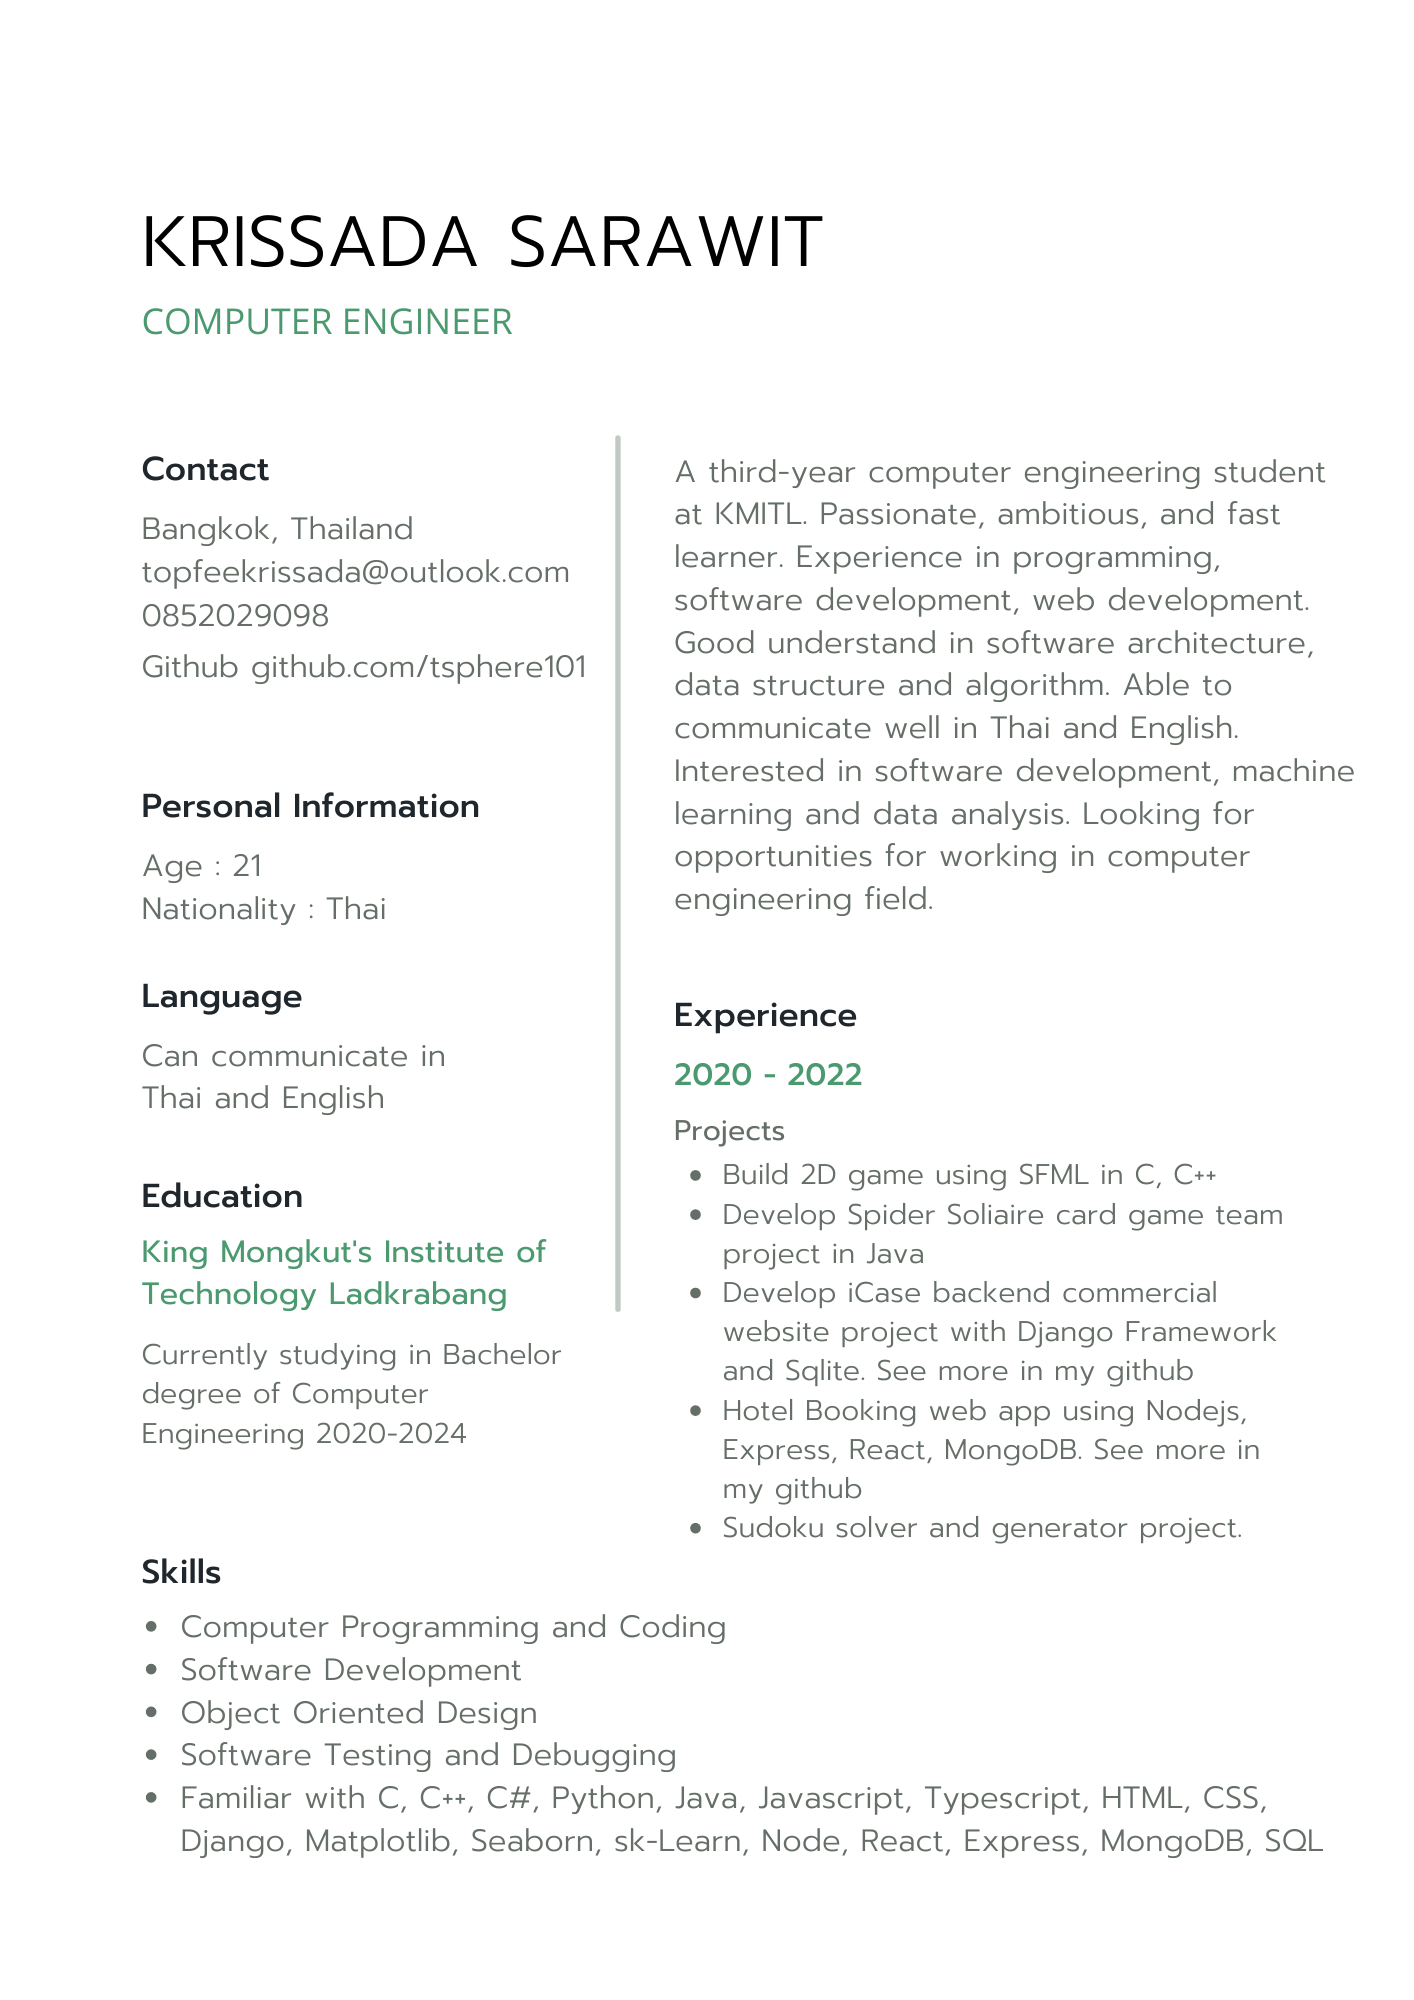 KRISSADA SARAWIT
COMPUTER ENGINEER
Contact
Bangkok, Thailand
topfeekrissada@outlook.com
0852029098
Github github.com/tsphere101
Personal Information
Age : 21
Nationality : Thai
Language
Can communicate in
Thai and English
Education
King Mongkut's Institute of
Technology Ladkrabang
Currently studying in Bachelor
degree of Computer
Engineering 2020-2024
A third-year computer engineering student
at KMITL. Passionate, ambitious, and fast
learner. Experience in programming,
software development, web development.
Good understand in software architecture,
data structure and algorithm. Able to
communicate well in Thai and English.
Interested in software development, machine
learning and data analysis. Looking for
opportunities for working in computer
engineering field.
Experience
2020 - 2022
Projects
• Build 2D game using SFML in C, C++
• Develop Spider Soliaire card game team
project in Java
• Develop iCase backend commercial
website project with Django Framework
and Sqlite. See more in my github
• Hotel Booking web app using Nodejs,
Express, React, MongoDB. See more in
my github
• Sudoku solver and generator project.
Skills
• Computer Programming and Coding
• Software Development
• Object Oriented Design
• Software Testing and Debugging
• Familiar with C, C++, C#, Python, Java, Javascript, Typescript, HTML, CSS,
Django, Matplotlib, Seaborn, sk-Learn, Node, React, Express, MongoDB, SQL